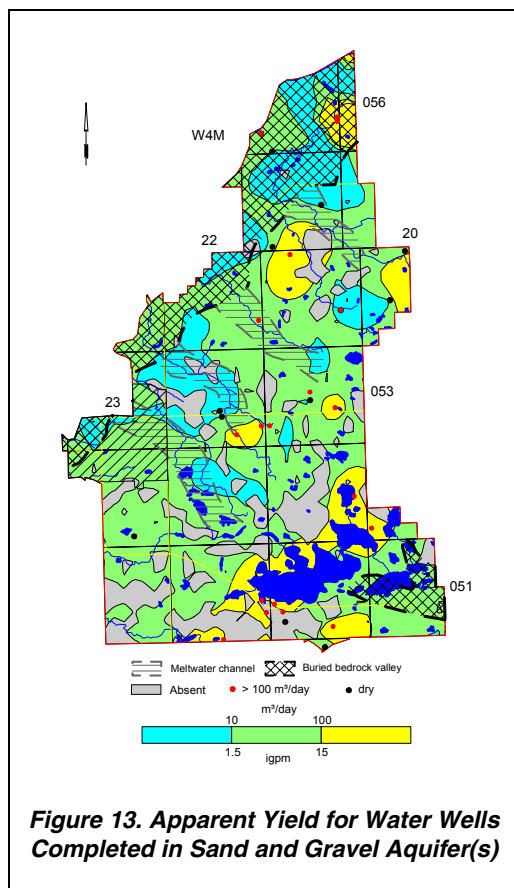 056
W4M
20
22
053
23
051
Meltwater channel Buried bedrock valley
Absent > 100 m³/day dry
m³/day
10 100
1.5 15
igpm
Figure 13. Apparent Yield for Water Wells
Completed in Sand and Gravel Aquifer(s)